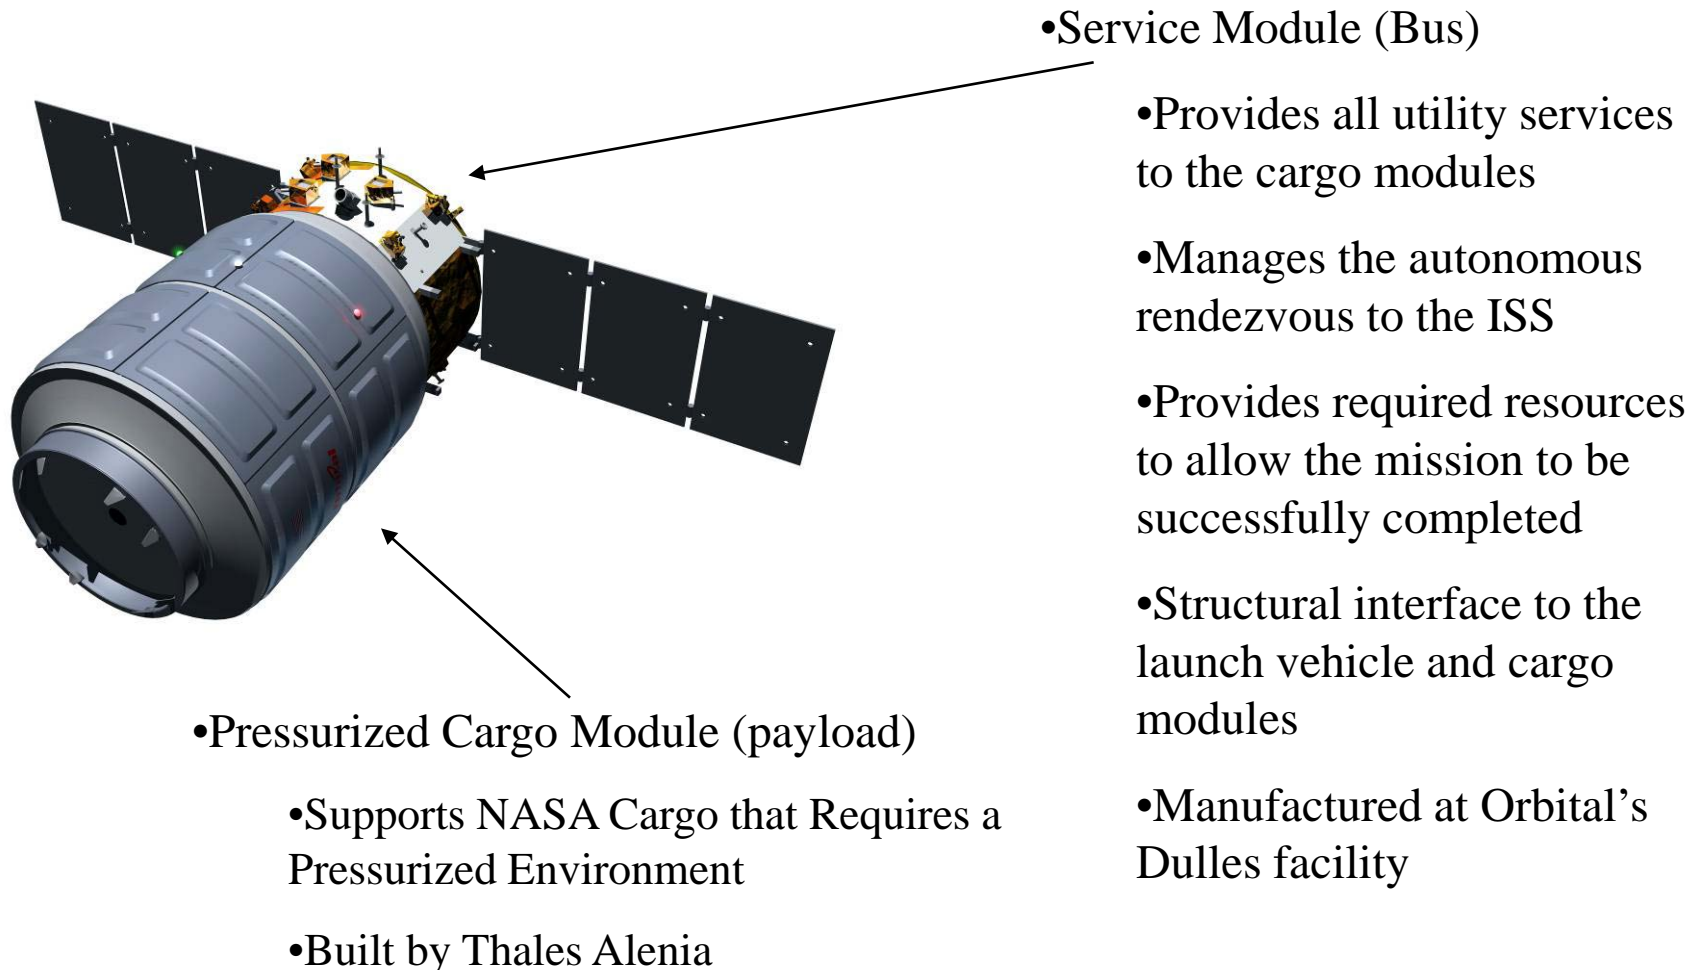 •Service Module (Bus)
•Provides all utility services
to the cargo modules
•Manages the autonomous
rendezvous to the ISS
•Provides required resources
to allow the mission to be
successfully completed
•Structural interface to the
launch vehicle and cargo
modules
•Manufactured at Orbital’s
Dulles facility
•Pressurized Cargo Module (payload)
•Supports NASA Cargo that Requires a
Pressurized Environment
•Built by Thales Alenia